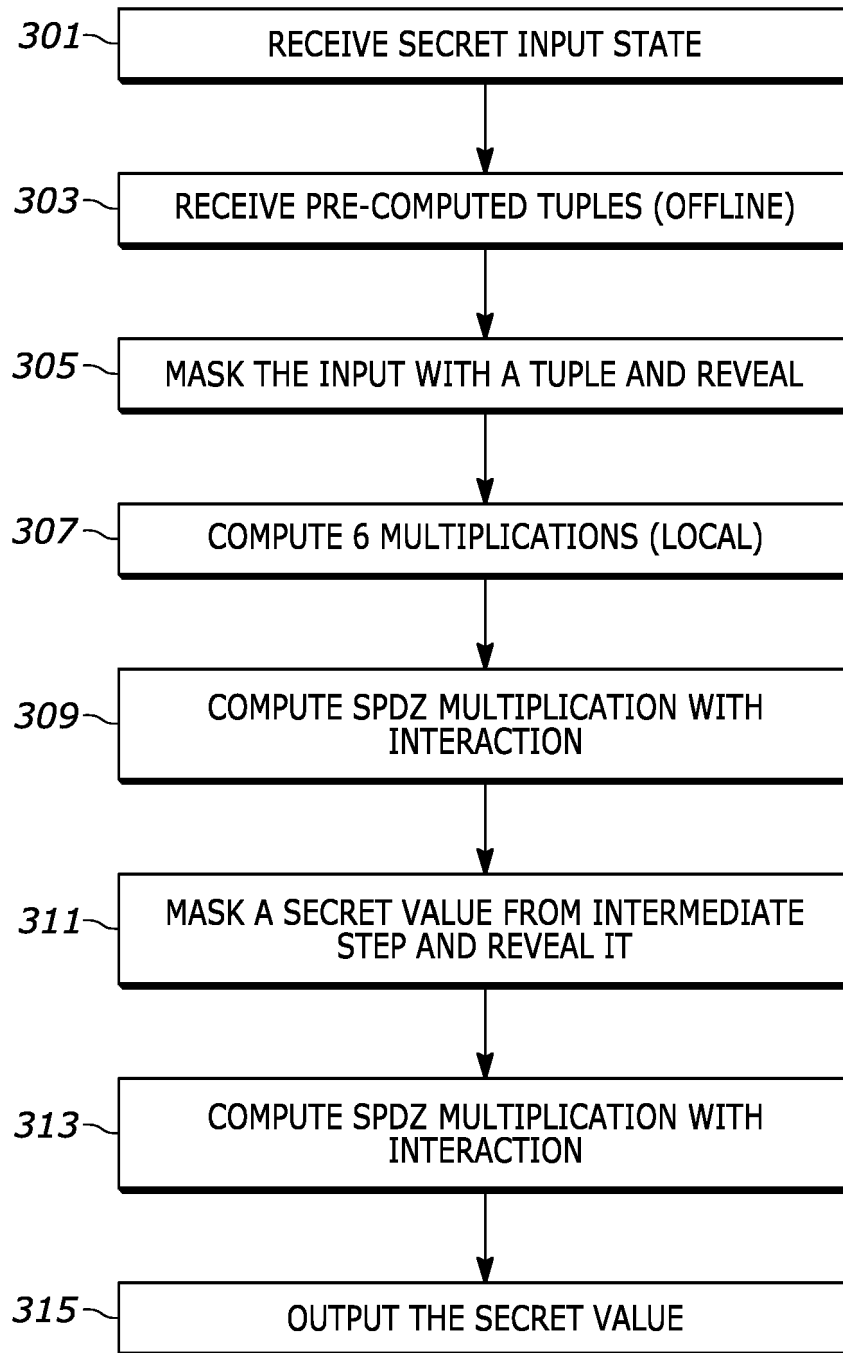 301
RECEIVE SECRET INPUT STATE
303
RECEIVE PRE-COMPUTED TUPLES (OFFLINE)
305
MASK THE INPUT WITH A TUPLE AND REVEAL
307
COMPUTE 6 MULTIPLICATIONS (LOCAL)
309
COMPUTE SPDZ MULTIPLICATION WITH
INTERACTION
311
MASK A SECRET VALUE FROM INTERMEDIATE
STEP AND REVEAL IT
313
COMPUTE SPDZ MULTIPLICATION WITH
INTERACTION
315
OUTPUT THE SECRET VALUE